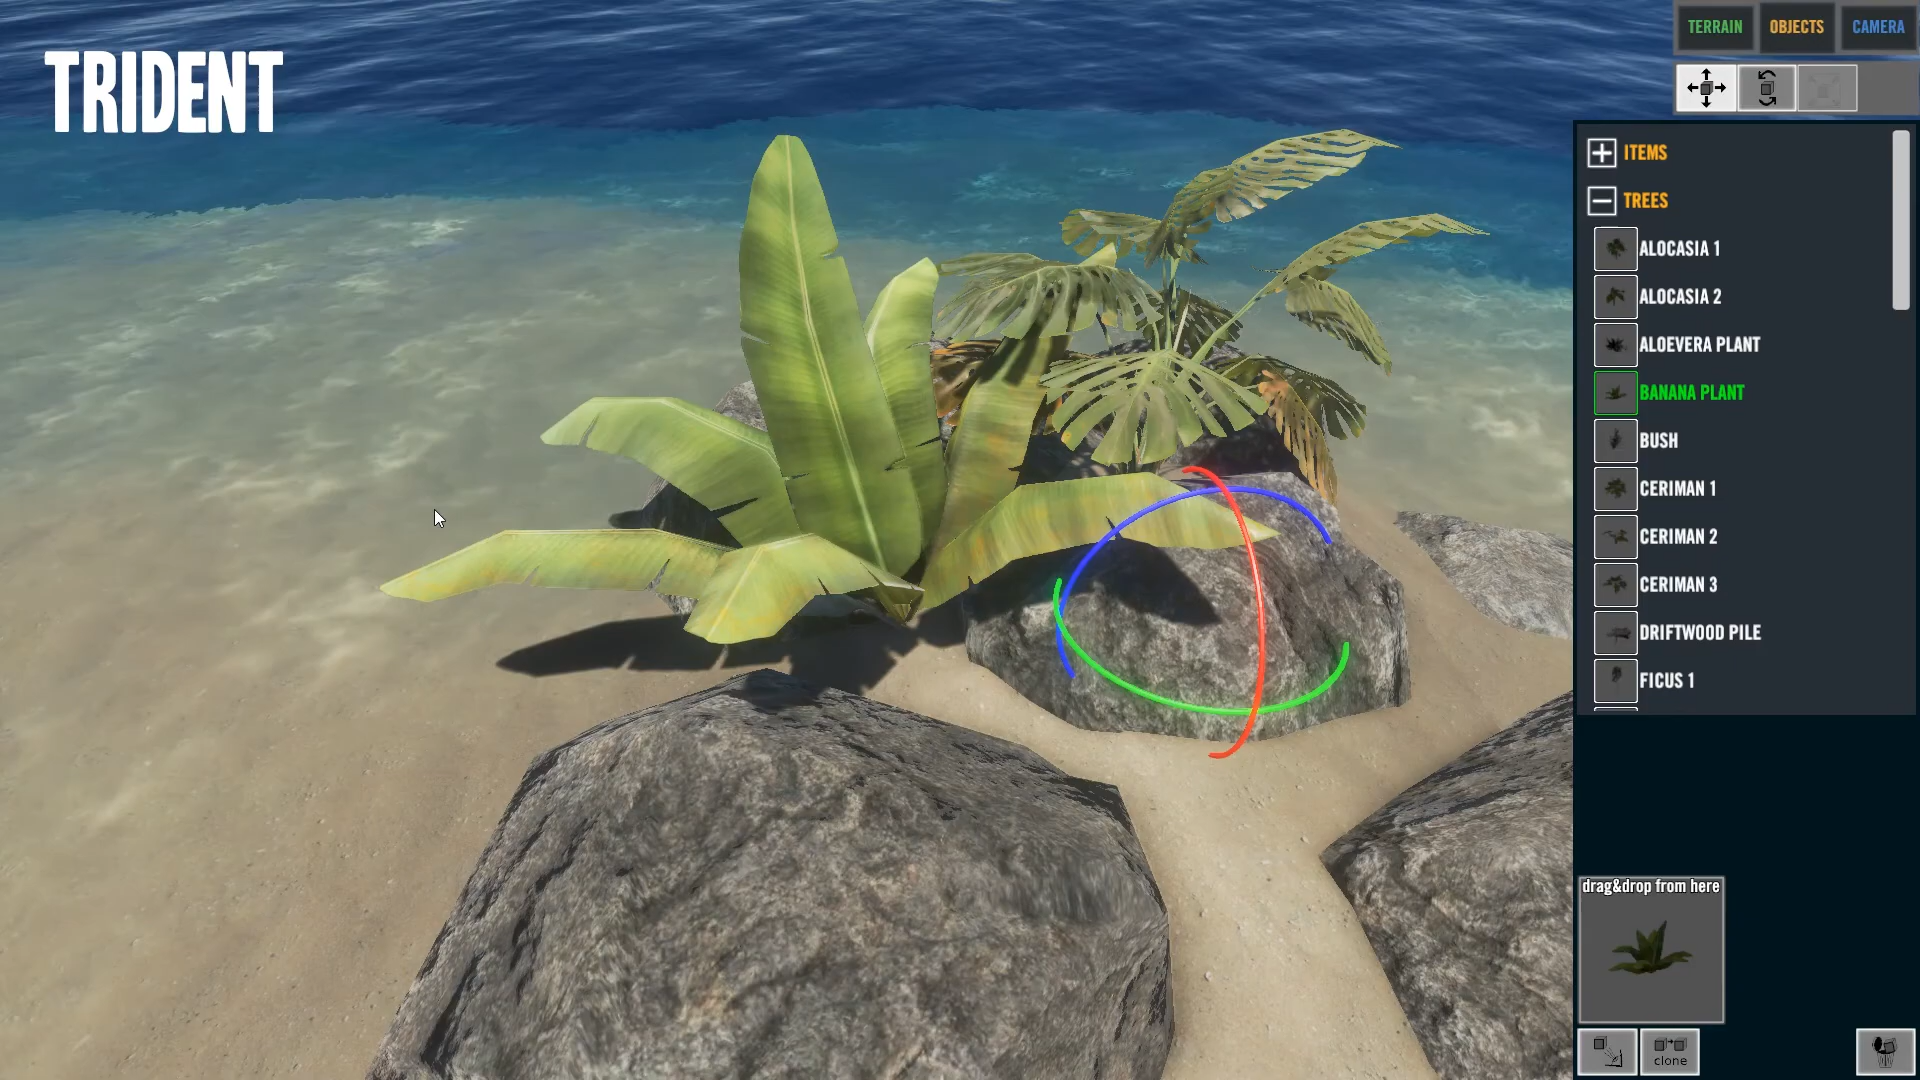 TRIDENT
TERRAIN
OBJECTS
CAMERA
ITEMS
TREES
ALOCASIA 1
ALOCASIA 2
ALOEVERA PLANT
BANANA PLANT
BUSH
CERIMAN 1
CERIMAN 2
CERIMAN 3
DRIFTWOOD PILE
FICUS 1
drag&drop from here
clone